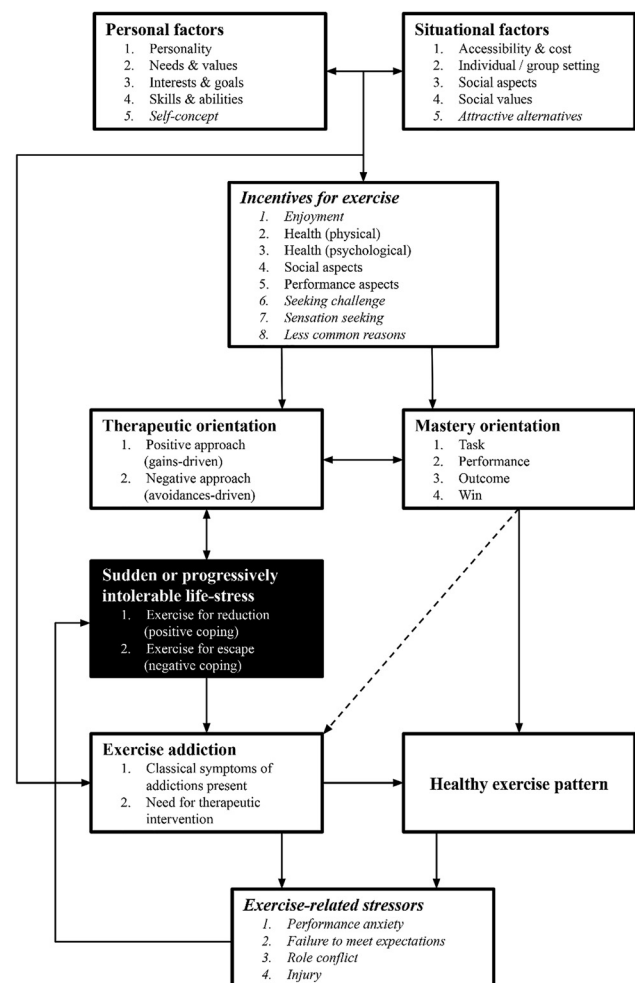 Personal factors
1. Personality
2. Needs & values
3. Interests & goals
4. Skills & abilities
5. Self-concept
Situational factors
1. Accessibility & cost
2. Individual / group setting
3. Social aspects
4. Social values
5. Attractive alternatives
Incentives for exercise
1. Enjoyment
2. Health (physical)
3. Health (psychological)
4. Social aspects
5. Performance aspects
6. Seeking challenge
7. Sensation seeking
8. Less common reasons
Therapeutic orientation
1. Positive approach
(gains-driven)
2. Negative approach
(avoidances-driven)
Mastery orientation
1. Task
2. Performance
3. Outcome
4. Win
Sudden or progressively
intolerable life-stress
1. Exercise for reduction
(positive coping)
2. Exercise for escape
(negative coping)
Exercise addiction
1. Classical symptoms of
addictions present
2. Need for therapeutic
intervention
Healthy exercise pattern
Exercise-related stressors
1. Performance anxiety
2. Failure to meet expectations
3. Role conflict
4. Injury